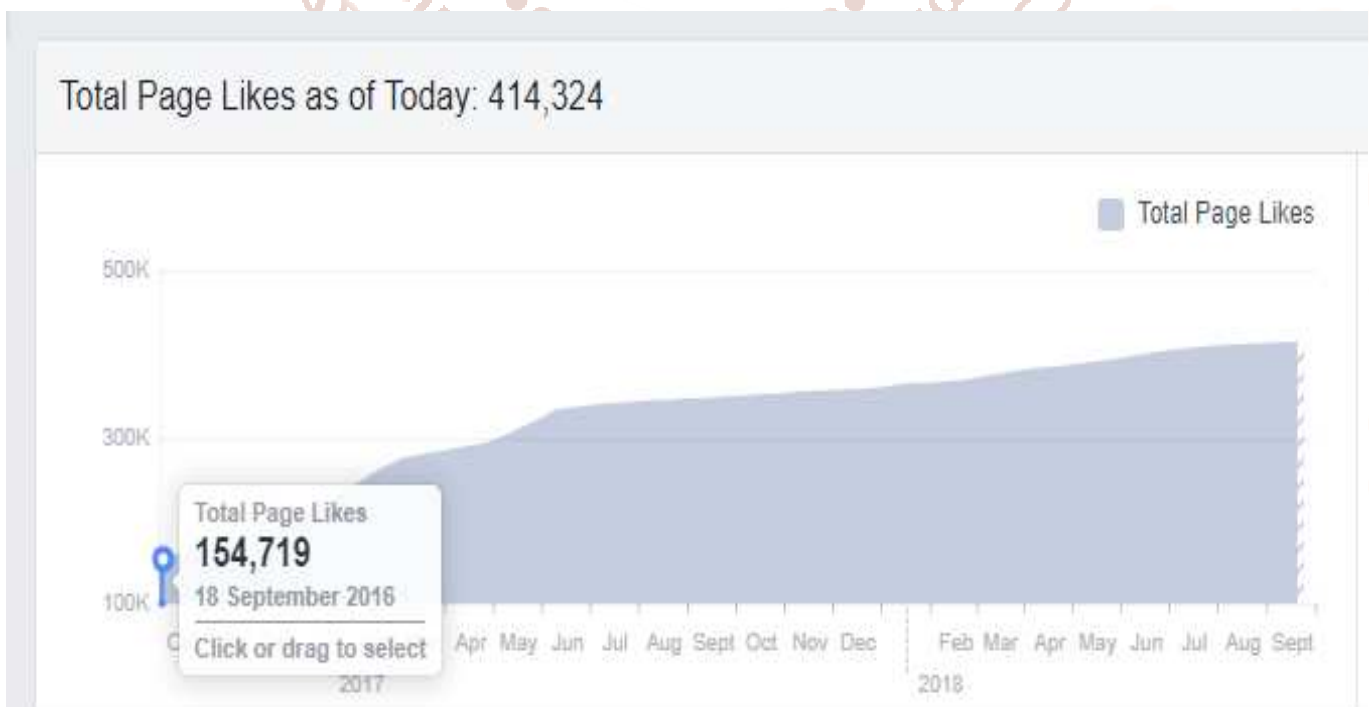 Total Page Likes as of Today: 414,324
Total Page Likes
500K
300K
100K
Total Page Likes
154,719
18 September 2016
Click or drag to select
Apr May Jun Jul Aug Sept Oct Nov Dec Feb Mar Apr May Jun Jul Aug Sept
2017 2018